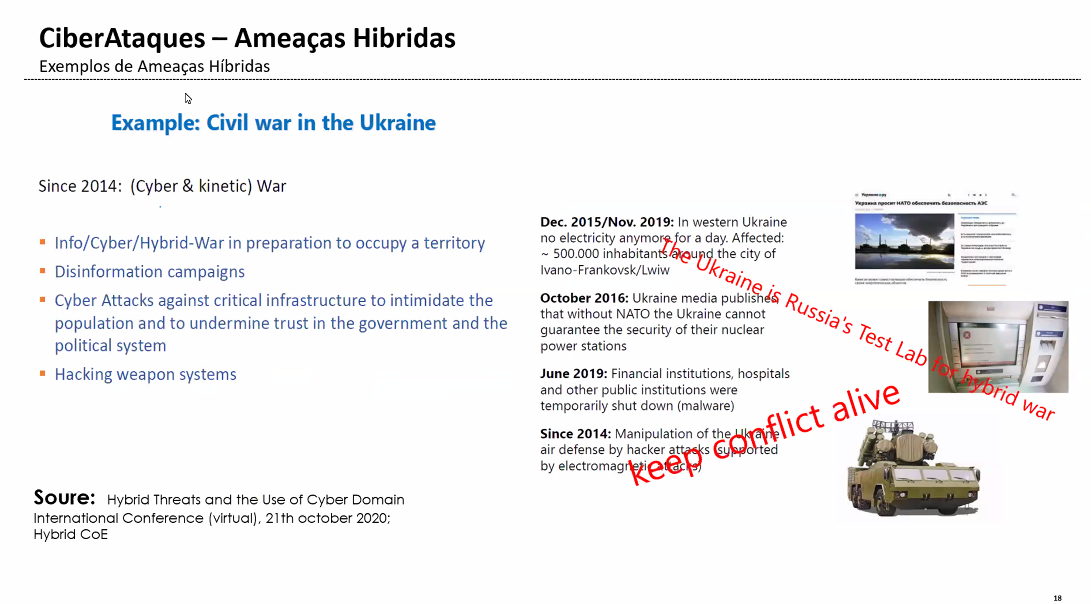 CiberAtaques – Ameaças Hibridas
Exemplos de Ameaças Híbridas
Example: Civil war in the Ukraine
Since 2014: (Cyber & kinetic) War
Info/Cyber/Hybrid-War in preparation to occupy a territory
Disinformation campaigns
Cyber Attacks against critical infrastructure to intimidate the
population and to undermine trust in the government and the
political system
Hacking weapon systems
Soure: Hybrid Threats and the Use of Cyber Domain
International Conference (virtual), 21th october 2020;
Hybrid CoE
Dec. 2015/Nov. 2019: In western Ukraine
no electricity anymore for a day. Affected:
~ 500.000 inhabitants around the city of
Ivano-Frankovsk/Lwiw
October 2016: Ukraine media published
that without NATO the Ukraine cannot
guarantee the security of their nuclear
power stations
June 2019: Financial institutions, hospitals
and other public institutions were
temporarily shut down (malware)
Since 2014: Manipulation of the Ukraine
air defense by hacker attacks (supported
by electromagnetic attacks)
The Ukraine is Russia's Test Lab for hybrid war
keep conflict alive
Украина.ру
Украина просит НАТО обеспечить безопасность АЭС
18